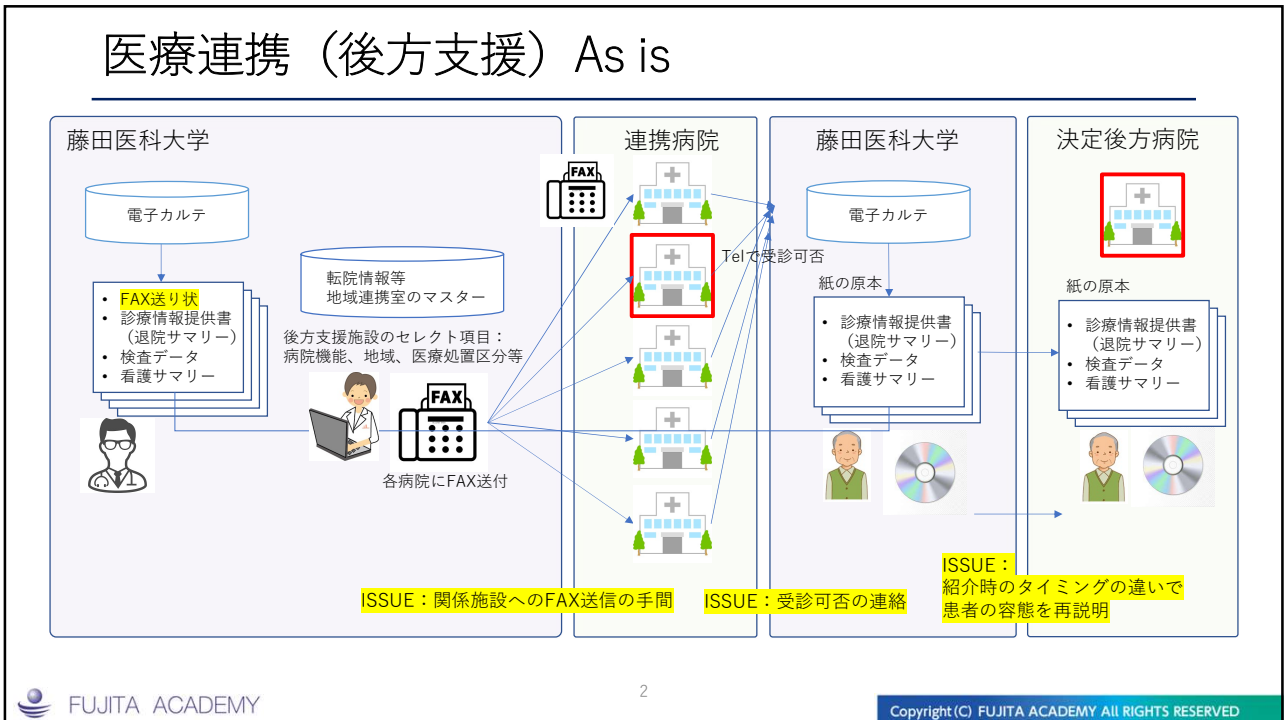 医療連携（後方支援）As is
藤田医科大学
電子カルテ
• FAX送り状
• 診療情報提供書
（退院サマリー）
• 検査データ
• 看護サマリー
転院情報等
地域連携室のマスター
後方支援施設のセレクト項目：
病院機能、地域、医療処置区分等
FAX
各病院にFAX送付
ISSUE：関係施設へのFAX送信の手間
連携病院
FAX
Telで受診可否
ISSUE：受診可否の連絡
藤田医科大学
電子カルテ
紙の原本
• 診療情報提供書
（退院サマリー）
• 検査データ
• 看護サマリー
ISSUE：
紹介時のタイミングの違いで
患者の容態を再説明
決定後方病院
紙の原本
• 診療情報提供書
（退院サマリー）
• 検査データ
• 看護サマリー
FUJITA ACADEMY
2
Copyright(C) FUJITA ACADEMY All RIGHTS RESERVED